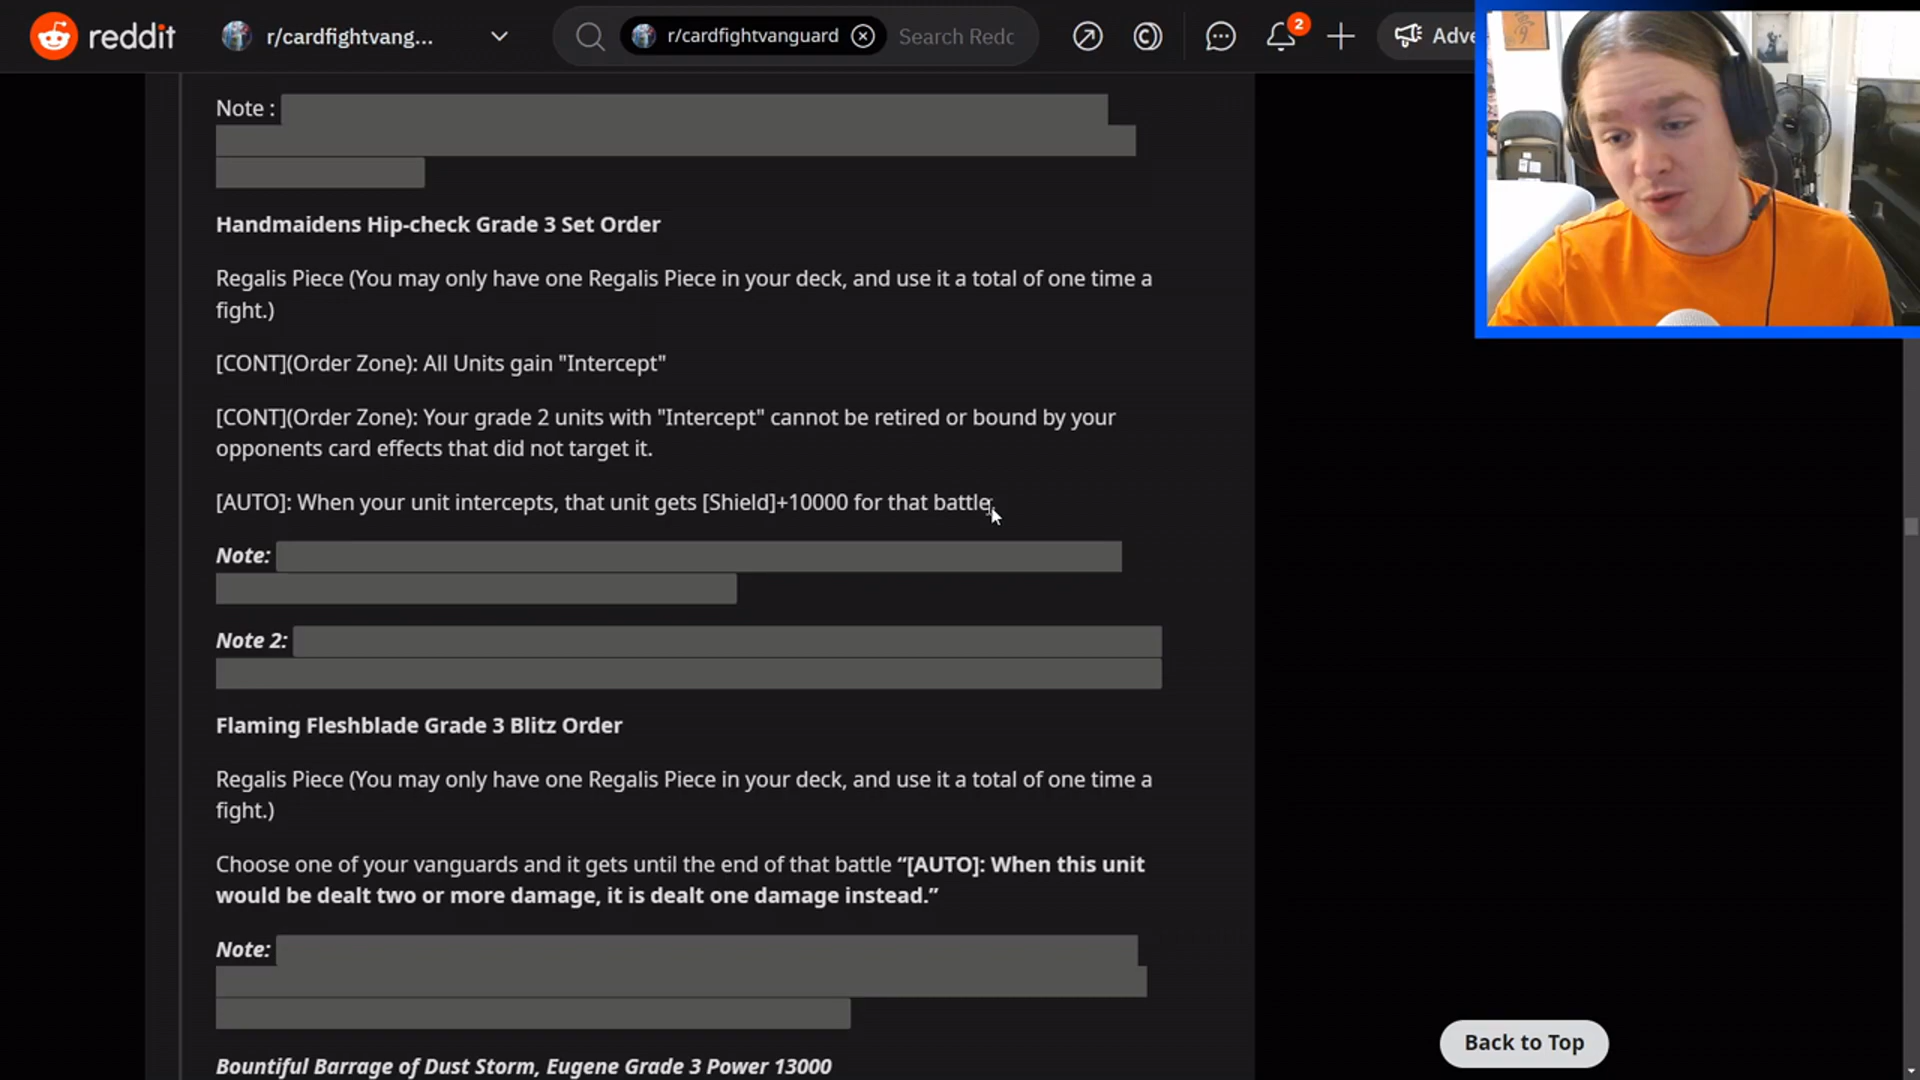 reddit
r/cardfightvang...
r/cardfightvanguard
Search Redc
2
Adve
Note :
Handmaidens Hip-check Grade 3 Set Order
Regalis Piece (You may only have one Regalis Piece in your deck, and use it a total of one time a
fight.)
[CONT](Order Zone): All Units gain "Intercept"
[CONT](Order Zone): Your grade 2 units with "Intercept" cannot be retired or bound by your
opponents card effects that did not target it.
[AUTO]: When your unit intercepts, that unit gets [Shield]+10000 for that battle.
Note:
Note 2:
Flaming Fleshblade Grade 3 Blitz Order
Regalis Piece (You may only have one Regalis Piece in your deck, and use it a total of one time a
fight.)
Choose one of your vanguards and it gets until the end of that battle “[AUTO]: When this unit
would be dealt two or more damage, it is dealt one damage instead.”
Note:
Bountiful Barrage of Dust Storm, Eugene Grade 3 Power 13000
Back to Top